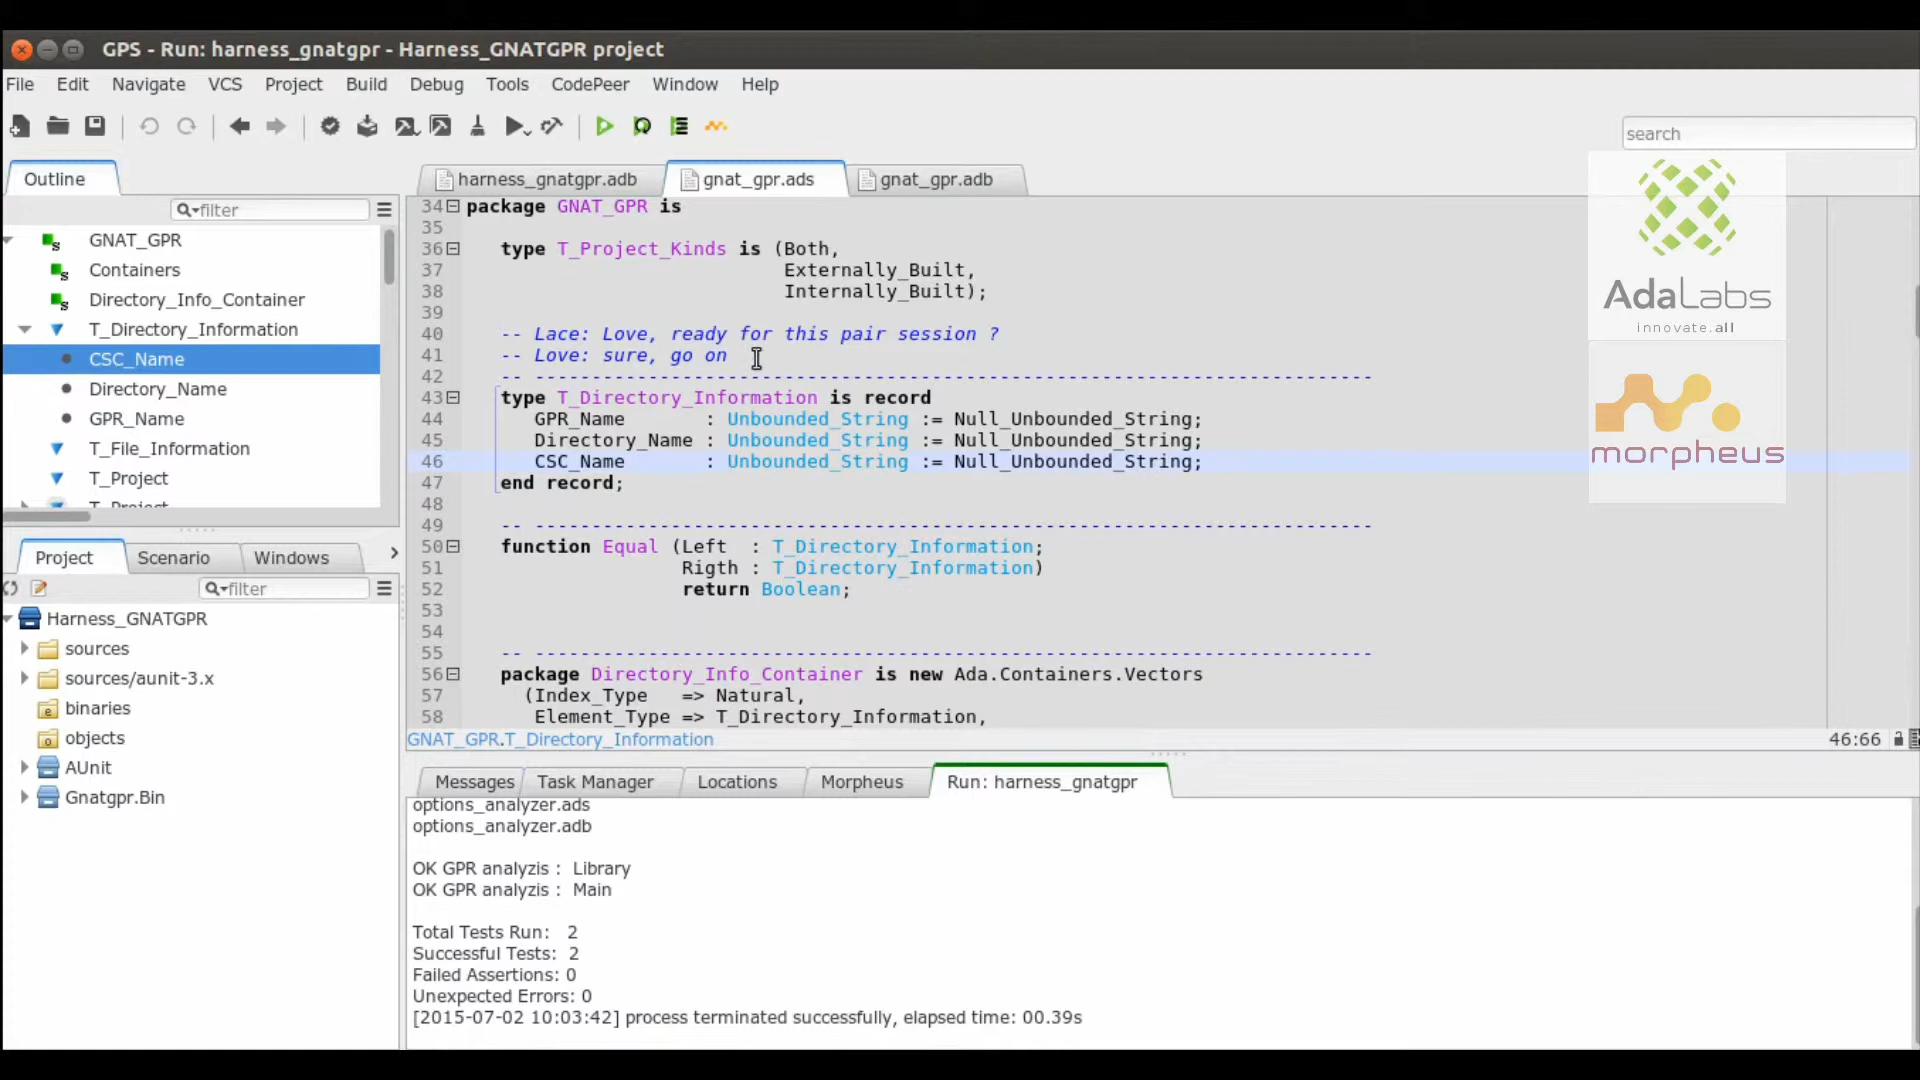 GPS - Run: harness_gnatgpr - Harness_GNATGPR project
File Edit Navigate VCS Project Build Debug Tools CodePeer Window Help
search
Outline
filter
GNAT_GPR
Containers
Directory_Info_Container
T_Directory_Information
CSC_Name
Directory_Name
GPR_Name
T_File_Information
T_Project
T_Project
Project Scenario Windows
filter
Harness_GNATGPR
sources
sources/aunit-3.x
binaries
objects
AUnit
Gnatgpr.Bin
harness_gnatgpr.adb gnat_gpr.ads gnat_gpr.adb
34 package GNAT_GPR is
35
36 type T_Project_Kinds is (Both,
37 Externally_Built,
38 Internally_Built);
39
40 -- Lace: Love, ready for this pair session ?
41 -- Love: sure, go on
42 -- --------------------------------------------------------------------------
43 type T_Directory_Information is record
44 GPR_Name : Unbounded_String := Null_Unbounded_String;
45 Directory_Name : Unbounded_String := Null_Unbounded_String;
46 CSC_Name : Unbounded_String := Null_Unbounded_String;
47 end record;
48
49 -- --------------------------------------------------------------------------
50 function Equal (Left : T_Directory_Information;
51 Rigth : T_Directory_Information)
52 return Boolean;
53
54
55 -- --------------------------------------------------------------------------
56 package Directory_Info_Container is new Ada.Containers.Vectors
57 (Index_Type => Natural,
58 Element_Type => T_Directory_Information,
GNAT_GPR.T_Directory_Information 46:66
AdaLabs
innovate.all
morpheus
Messages Task Manager Locations Morpheus Run: harness_gnatgpr
options_analyzer.ads
options_analyzer.adb
OK GPR analyzis : Library
OK GPR analyzis : Main
Total Tests Run: 2
Successful Tests: 2
Failed Assertions: 0
Unexpected Errors: 0
[2015-07-02 10:03:42] process terminated successfully, elapsed time: 00.39s